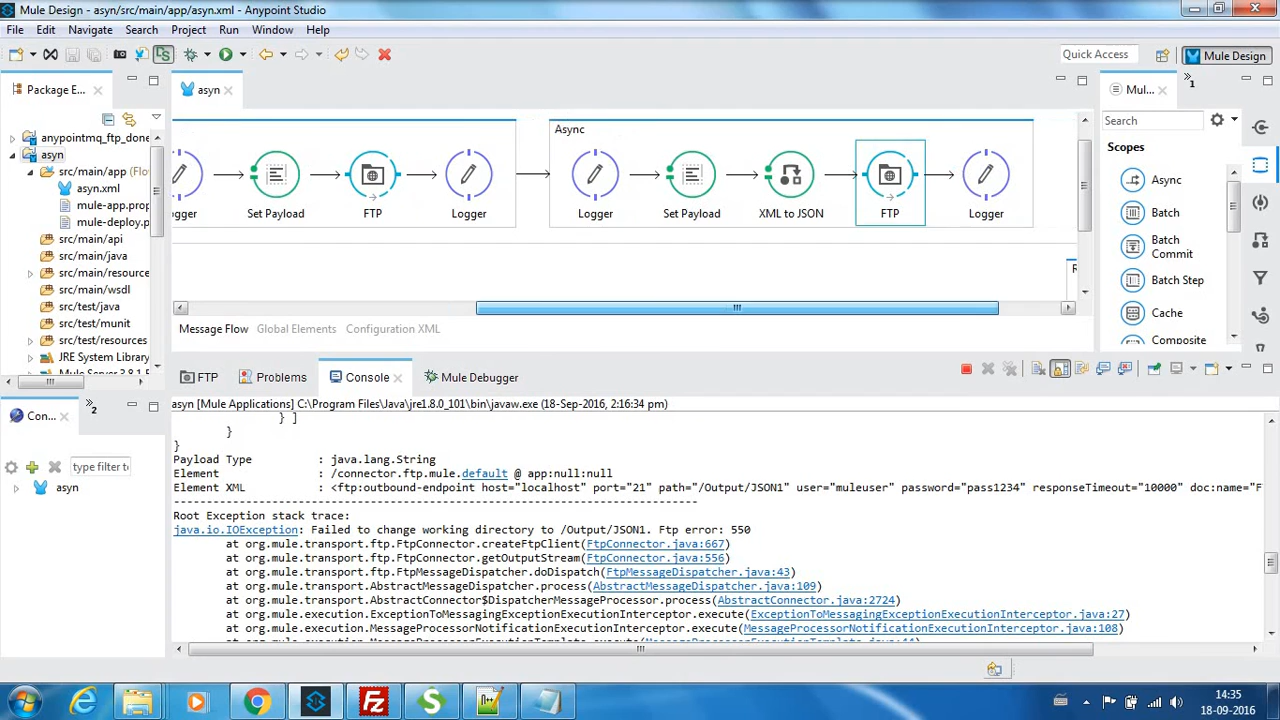 Mule Design - asyn/src/main/app/asyn.xml - Anypoint Studio
File Edit Navigate Search Project Run Window Help
Quick Access
Mule Design
Package E...
asyn
Mul...
1
anypointmq_ftp_done
asyn
src/main/app (Flo
asyn.xml
mule-app.prop
mule-deploy.p
src/main/api
src/main/java
src/main/resource
src/main/wsdl
src/test/java
src/test/munit
src/test/resources
JRE System Library
Mule Server 3.8.1 E
Async
Logger
Set Payload
FTP
Logger
Logger
Set Payload
XML to JSON
FTP
Logger
Message Flow Global Elements Configuration XML
Search
Scopes
Async
Batch
Batch
Commit
Batch Step
Cache
Composite
FTP Problems Console Mule Debugger
Con...
2
type filter t
asyn
asyn [Mule Applications] C:\Program Files\Java\jre1.8.0_101\bin\javaw.exe (18-Sep-2016, 2:16:34 pm)
} ]
}
}
Payload Type : java.lang.String
Element : /connector.ftp.mule.default @ app:null:null
Element XML : <ftp:outbound-endpoint host="localhost" port="21" path="/Output/JSON1" user="muleuser" password="pass1234" responseTimeout="10000" doc:name="F
--------------------------------------------------------------------------------
Root Exception stack trace:
java.io.IOException: Failed to change working directory to /Output/JSON1. Ftp error: 550
at org.mule.transport.ftp.FtpConnector.createFtpClient(FtpConnector.java:667)
at org.mule.transport.ftp.FtpConnector.getOutputStream(FtpConnector.java:556)
at org.mule.transport.ftp.FtpMessageDispatcher.doDispatch(FtpMessageDispatcher.java:43)
at org.mule.transport.AbstractMessageDispatcher.process(AbstractMessageDispatcher.java:109)
at org.mule.transport.AbstractConnector$DispatcherMessageProcessor.process(AbstractConnector.java:2724)
at org.mule.execution.ExceptionToMessagingExceptionExecutionInterceptor.execute(ExceptionToMessagingExceptionExecutionInterceptor.java:27)
at org.mule.execution.MessageProcessorNotificationExecutionInterceptor.execute(MessageProcessorNotificationExecutionInterceptor.java:108)
14:35
18-09-2016